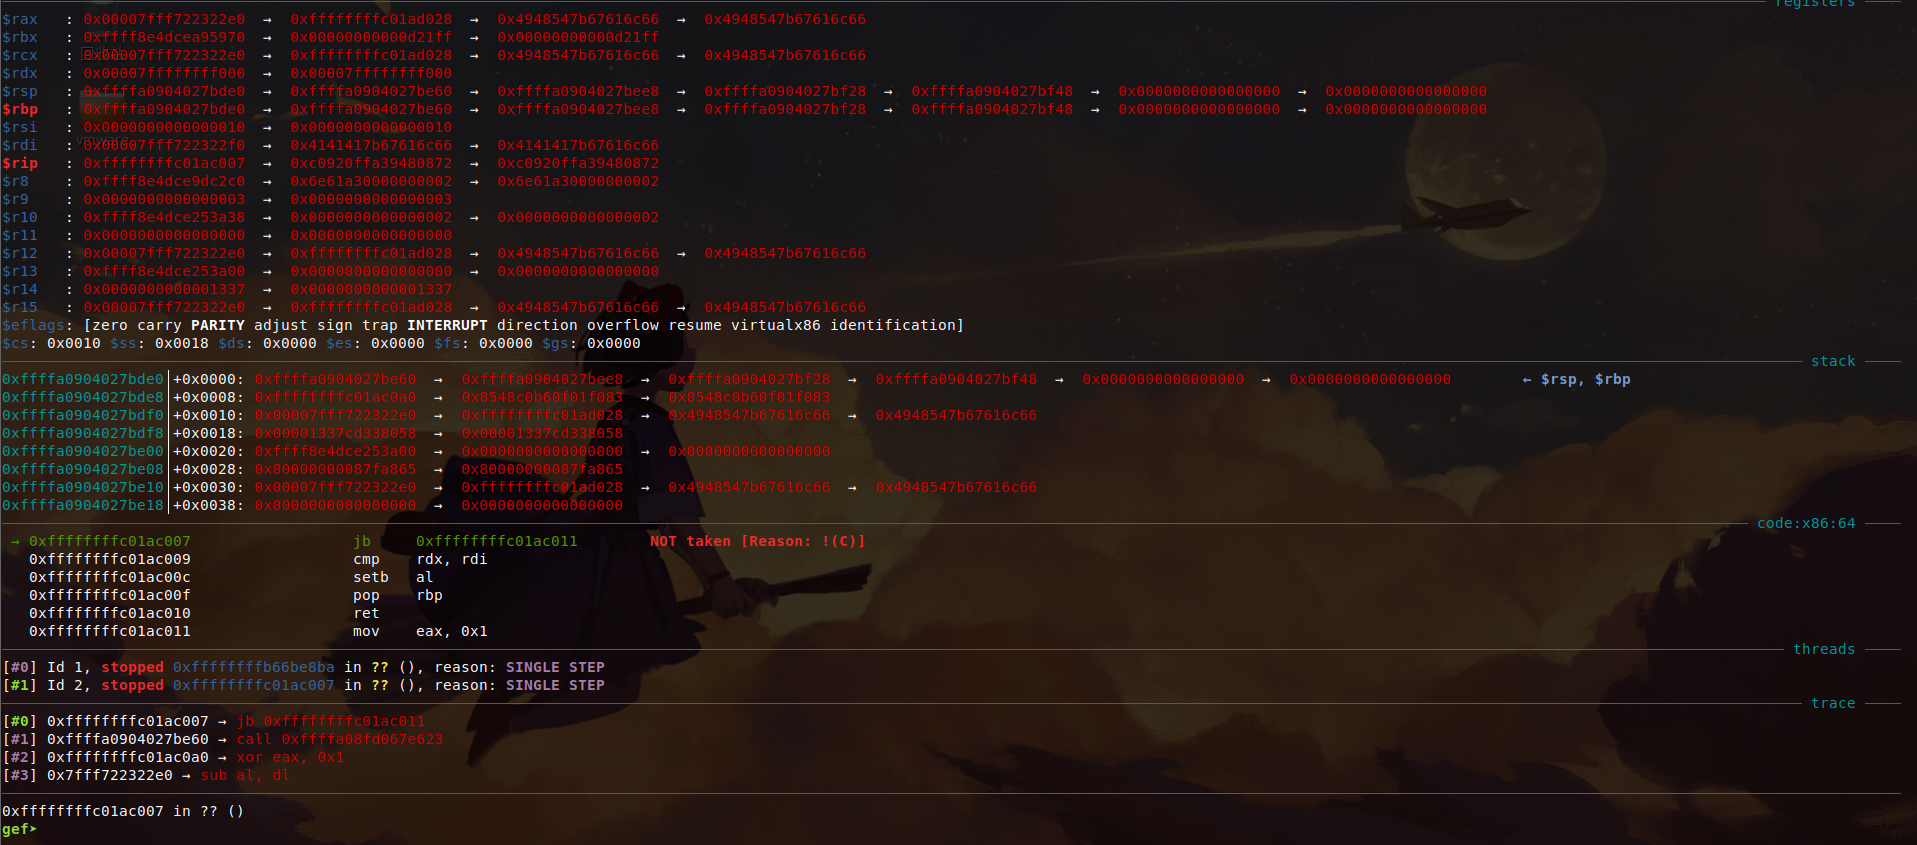 registers
$rax   : 0x00007fff722322e0  →  0xffffffffc01ad028  →  0x4948547b67616c66  →  0x4948547b67616c66
$rbx   : 0xffff8e4dcea95970  →  0x00000000000d21ff  →  0x00000000000d21ff
$rcx   : 0x00007fff722322e0  →  0xffffffffc01ad028  →  0x4948547b67616c66  →  0x4948547b67616c66
$rdx   : 0x00007ffffffff000  →  0x00007ffffffff000
$rsp   : 0xffffa0904027bde0  →  0xffffa0904027be60  →  0xffffa0904027bee8  →  0xffffa0904027bf28  →  0xffffa0904027bf48  →  0x0000000000000000  →  0x0000000000000000
$rbp   : 0xffffa0904027bde0  →  0xffffa0904027be60  →  0xffffa0904027bee8  →  0xffffa0904027bf28  →  0xffffa0904027bf48  →  0x0000000000000000  →  0x0000000000000000
$rsi   : 0x0000000000000010  →  0x0000000000000010
$rdi   : 0x00007fff722322f0  →  0x4141417b67616c66  →  0x4141417b67616c66
$rip   : 0xffffffffc01ac007  →  0xc0920ffa39480872  →  0xc0920ffa39480872
$r8    : 0xffff8e4dce9dc2c0  →  0x6e61a30000000002  →  0x6e61a30000000002
$r9    : 0x0000000000000003  →  0x0000000000000003
$r10   : 0xffff8e4dce253a38  →  0x0000000000000002  →  0x0000000000000002
$r11   : 0x0000000000000000  →  0x0000000000000000
$r12   : 0x00007fff722322e0  →  0xffffffffc01ad028  →  0x4948547b67616c66  →  0x4948547b67616c66
$r13   : 0xffff8e4dce253a00  →  0x0000000000000000  →  0x0000000000000000
$r14   : 0x0000000000001337  →  0x0000000000001337
$r15   : 0x00007fff722322e0  →  0xffffffffc01ad028  →  0x4948547b67616c66  →  0x4948547b67616c66
$eflags: [zero carry PARITY adjust sign trap INTERRUPT direction overflow resume virtualx86 identification]
$cs: 0x0010 $ss: 0x0018 $ds: 0x0000 $es: 0x0000 $fs: 0x0000 $gs: 0x0000
stack
0xffffa0904027bde0│+0x0000: 0xffffa0904027be60  →  0xffffa0904027bee8  →  0xffffa0904027bf28  →  0xffffa0904027bf48  →  0x0000000000000000  →  0x0000000000000000        ← $rsp, $rbp
0xffffa0904027bde8│+0x0008: 0xffffffffc01ac0a0  →  0x8548c0b60f01f083  →  0x8548c0b60f01f083
0xffffa0904027bdf0│+0x0010: 0x00007fff722322e0  →  0xffffffffc01ad028  →  0x4948547b67616c66  →  0x4948547b67616c66
0xffffa0904027bdf8│+0x0018: 0x00001337cd338058  →  0x00001337cd338058
0xffffa0904027be00│+0x0020: 0xffff8e4dce253a00  →  0x0000000000000000  →  0x0000000000000000
0xffffa0904027be08│+0x0028: 0x80000000087fa865  →  0x80000000087fa865
0xffffa0904027be10│+0x0030: 0x00007fff722322e0  →  0xffffffffc01ad028  →  0x4948547b67616c66  →  0x4948547b67616c66
0xffffa0904027be18│+0x0038: 0x0000000000000000  →  0x0000000000000000
code:x86:64
→ 0xffffffffc01ac007                  jb     0xffffffffc01ac011        NOT taken [Reason: !(C)]
0xffffffffc01ac009                  cmp    rdx, rdi
0xffffffffc01ac00c                  setb   al
0xffffffffc01ac00f                  pop    rbp
0xffffffffc01ac010                  ret
0xffffffffc01ac011                  mov    eax, 0x1
threads
[#0] Id 1, stopped 0xffffffffb66be8ba in ?? (), reason: SINGLE STEP
[#1] Id 2, stopped 0xffffffffc01ac007 in ?? (), reason: SINGLE STEP
trace
[#0] 0xffffffffc01ac007 → jb 0xffffffffc01ac011
[#1] 0xffffa0904027be60 → call 0xffffa08fd067e623
[#2] 0xffffffffc01ac0a0 → xor eax, 0x1
[#3] 0x7fff722322e0 → sub al, dl
0xffffffffc01ac007 in ?? ()
gef➤